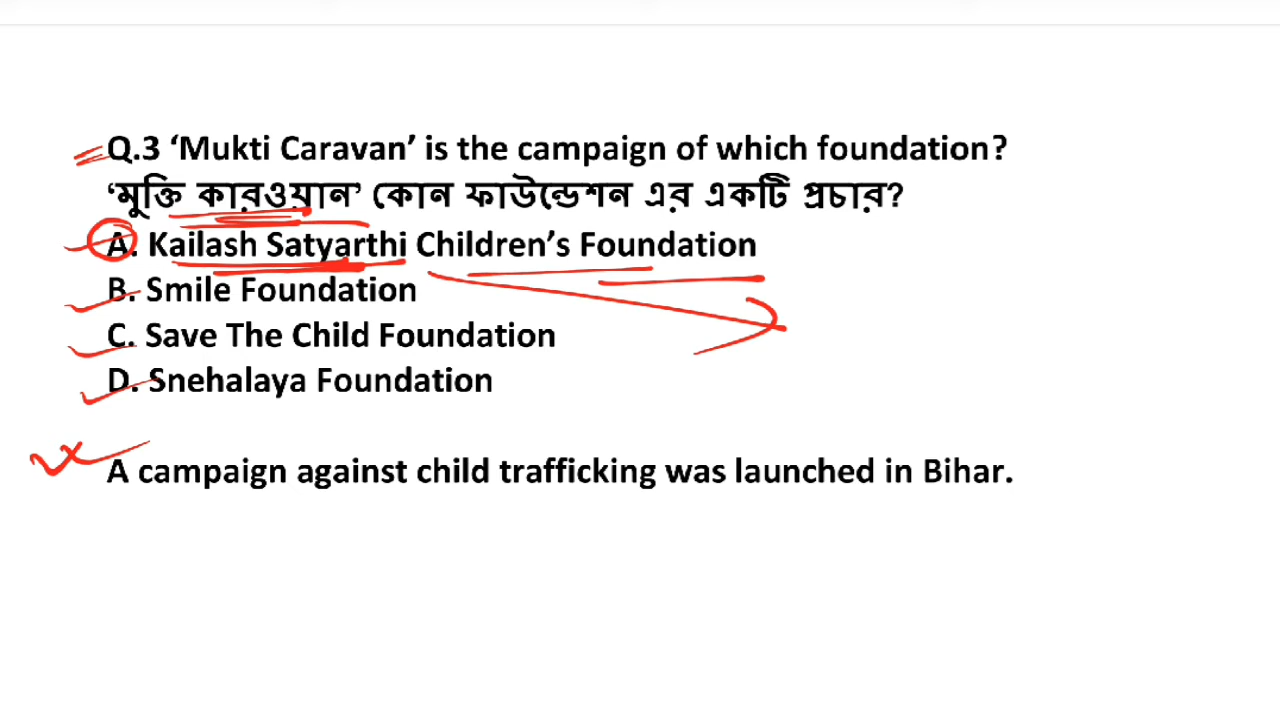 Q.3 ‘Mukti Caravan’ is the campaign of which foundation?
‘মুক্তি কারওয়ান’ কোন ফাউন্ডেশন এর একটি প্রচার?
A. Kailash Satyarthi Children’s Foundation
B. Smile Foundation
C. Save The Child Foundation
D. Snehalaya Foundation
A campaign against child trafficking was launched in Bihar.